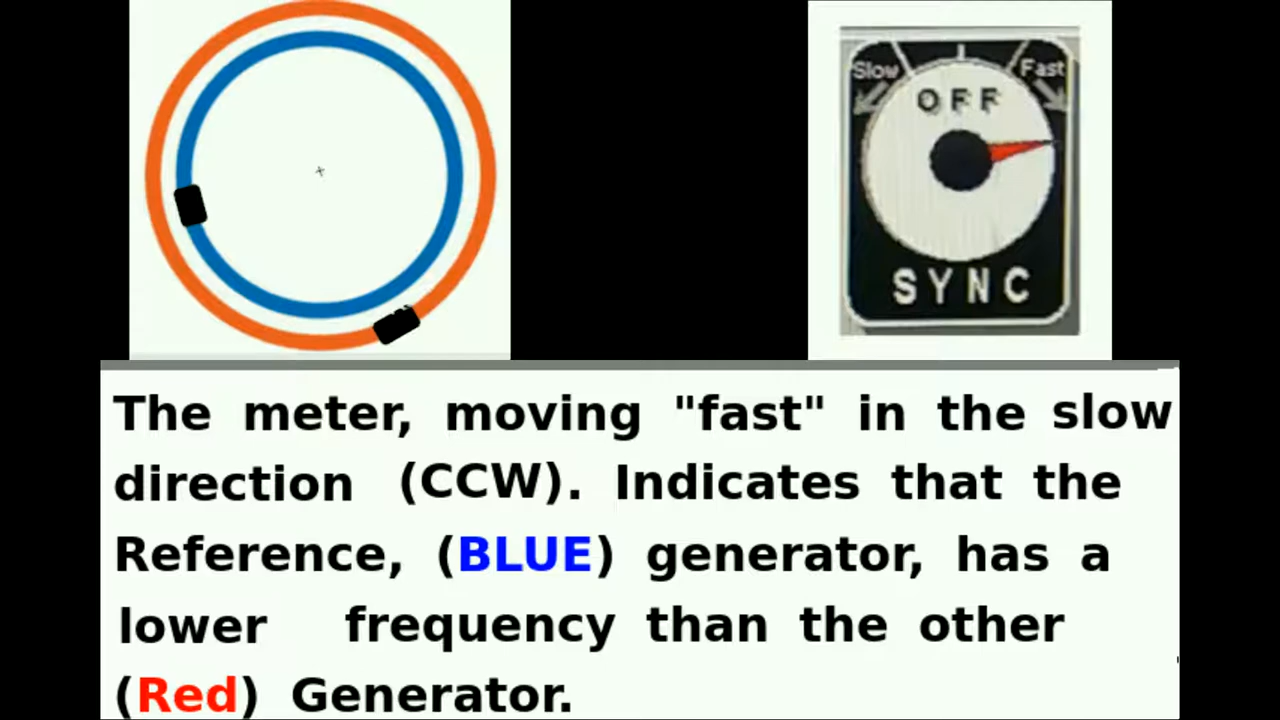 Slow Fast
OFF
SYNC
The meter, moving "fast" in the slow
direction (CCW). Indicates that the
Reference, (BLUE) generator, has a
lower frequency than the other
(Red) Generator.